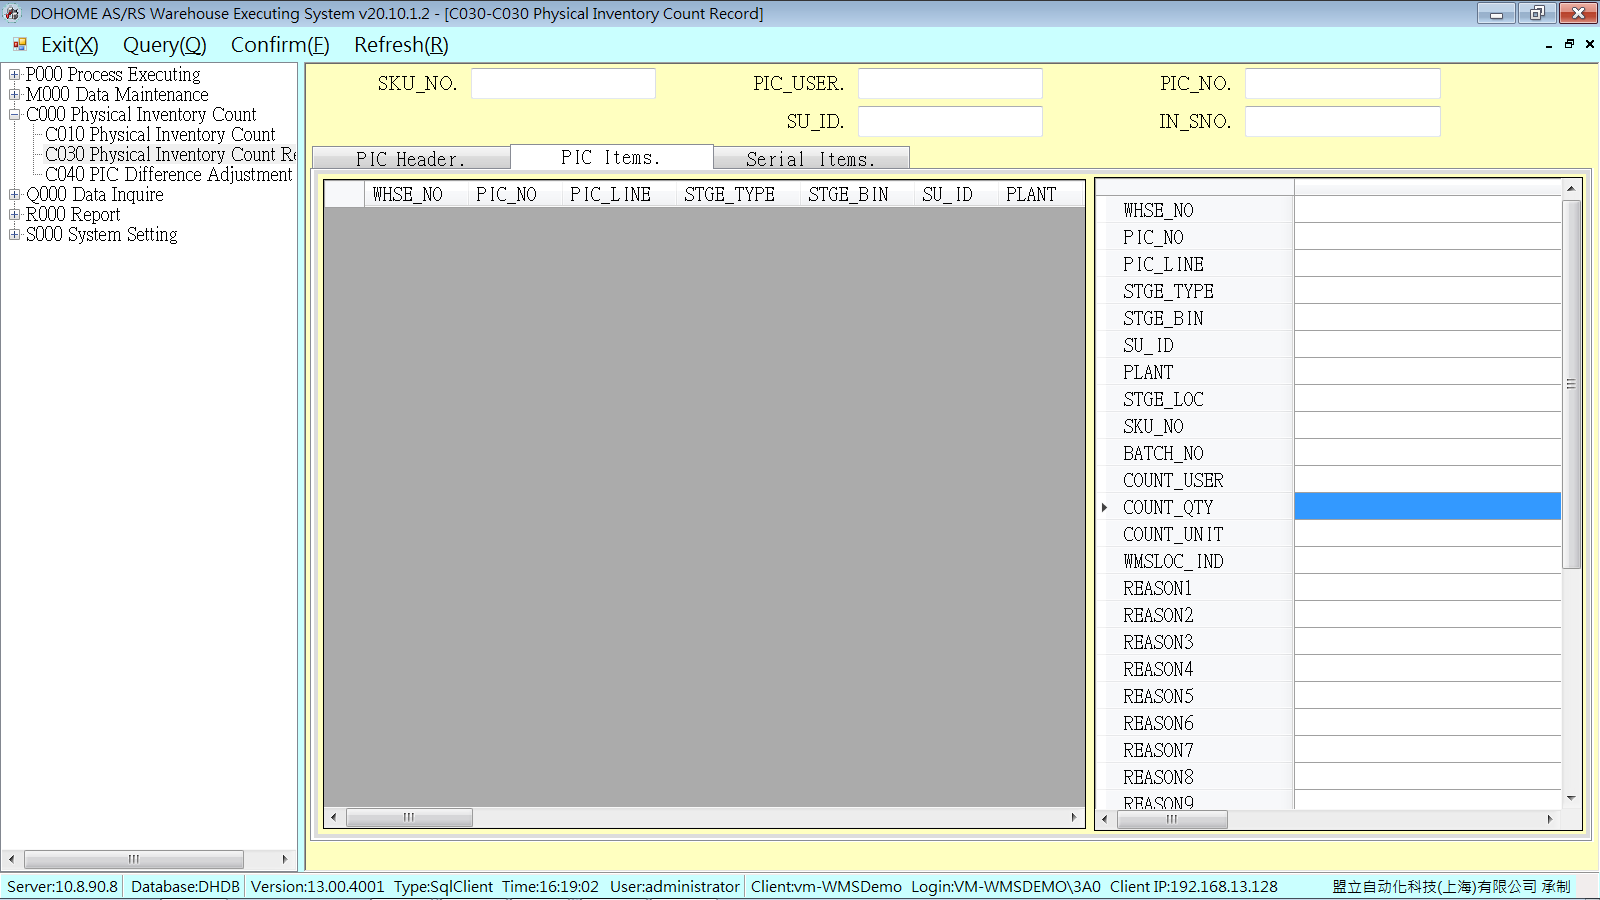 DOHOME AS/RS Warehouse Executing System v20.10.1.2 - [C030-C030 Physical Inventory Count Record]
Exit(X) Query(Q) Confirm(F) Refresh(R)
P000 Process Executing
M000 Data Maintenance
C000 Physical Inventory Count
C010 Physical Inventory Count
C030 Physical Inventory Count Re
C040 PIC Difference Adjustment
Q000 Data Inquire
R000 Report
S000 System Setting
SKU_NO. PIC_USER. PIC_NO.
SU_ID. IN_SNO.
PIC Header. PIC Items. Serial Items.
WHSE_NO PIC_NO PIC_LINE STGE_TYPE STGE_BIN SU_ID PLANT
WHSE_NO
PIC_NO
PIC_LINE
STGE_TYPE
STGE_BIN
SU_ID
PLANT
STGE_LOC
SKU_NO
BATCH_NO
COUNT_USER
COUNT_QTY
COUNT_UNIT
WMSLOC_IND
REASON1
REASON2
REASON3
REASON4
REASON5
REASON6
REASON7
REASON8
REASON9
Server:10.8.90.8 Database:DHDB Version:13.00.4001 Type:SqlClient Time:16:19:02 User:administrator Client:vm-WMSDemo Login:VM-WMSDEMO\3A0 Client IP:192.168.13.128 盟立自动化科技(上海)有限公司 承制